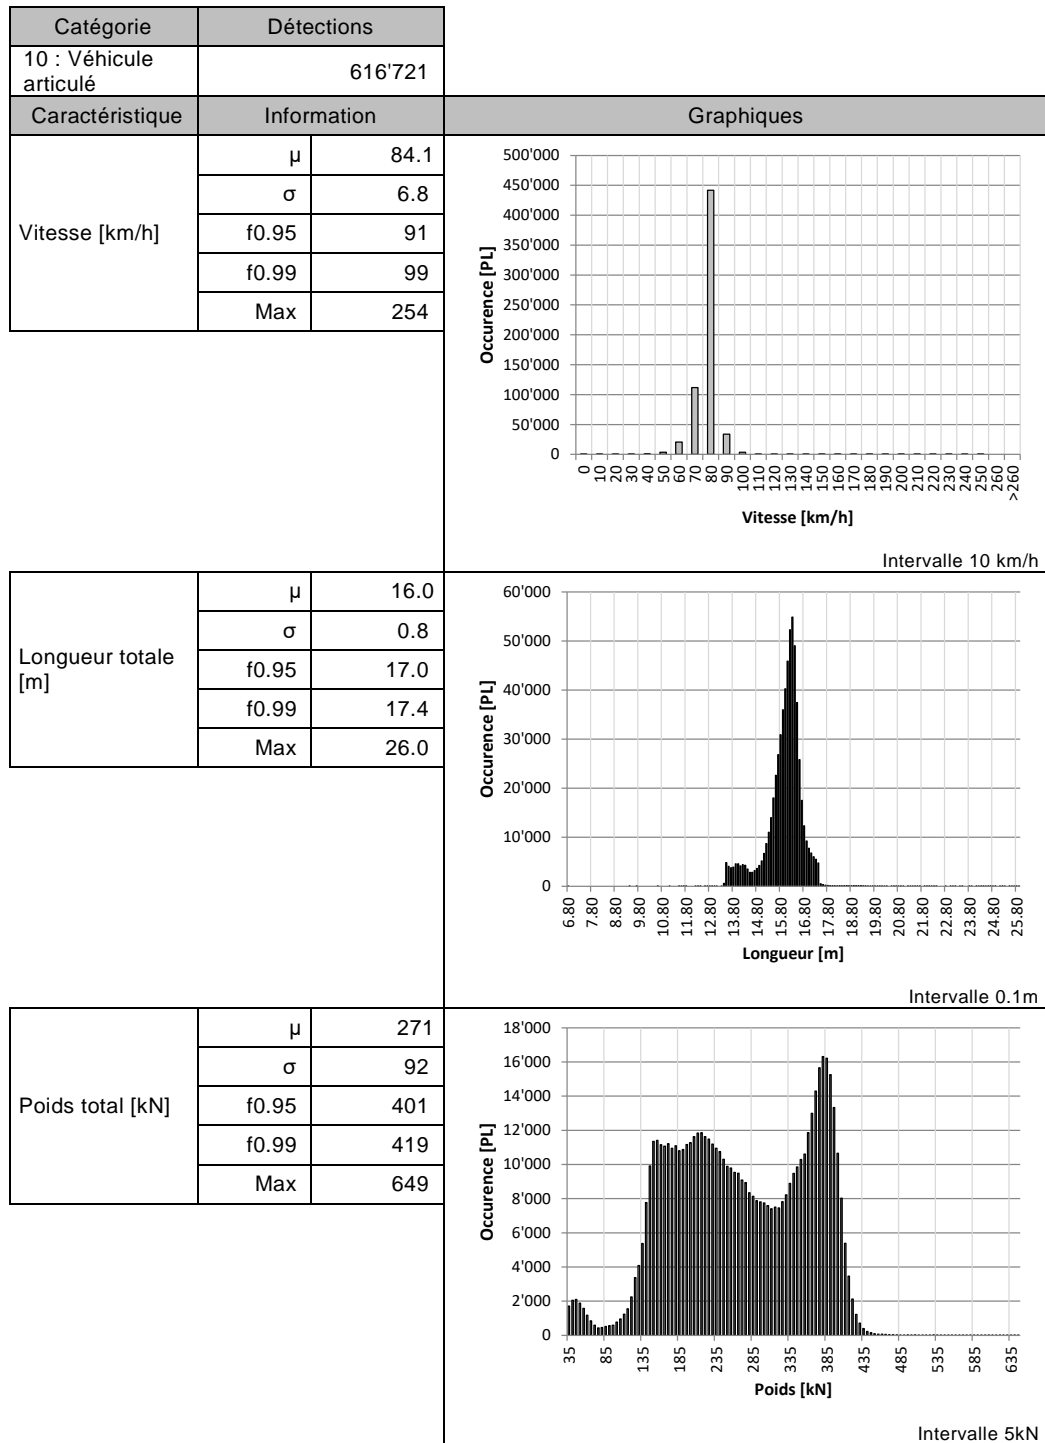 Catégorie Détections
10 : Véhicule
articulé
616'721
Caractéristique Information Graphiques
Vitesse [km/h]
µ 84.1
σ 6.8
f0.95 91
f0.99 99
Max 254
500'000
450'000
400'000
350'000
300'000
250'000
200'000
150'000
100'000
50'000
0
Occurence [PL]
0 10 20 30 40 50 60 70 80 90 100 110 120 130 140 150 160 170 180 190 200 210 220 230 240 250 260 >260
Vitesse [km/h]
Intervalle 10 km/h
Longueur totale
[m]
µ 16.0
σ 0.8
f0.95 17.0
f0.99 17.4
Max 26.0
60'000
50'000
40'000
30'000
20'000
10'000
0
Occurence [PL]
6.80 7.80 8.80 9.80 10.80 11.80 12.80 13.80 14.80 15.80 16.80 17.80 18.80 19.80 20.80 21.80 22.80 23.80 24.80 25.80
Longueur [m]
Intervalle 0.1m
Poids total [kN]
µ 271
σ 92
f0.95 401
f0.99 419
Max 649
18'000
16'000
14'000
12'000
10'000
8'000
6'000
4'000
2'000
0
Occurence [PL]
35 85 135 185 235 285 335 385 435 485 535 585 635
Poids [kN]
Intervalle 5kN